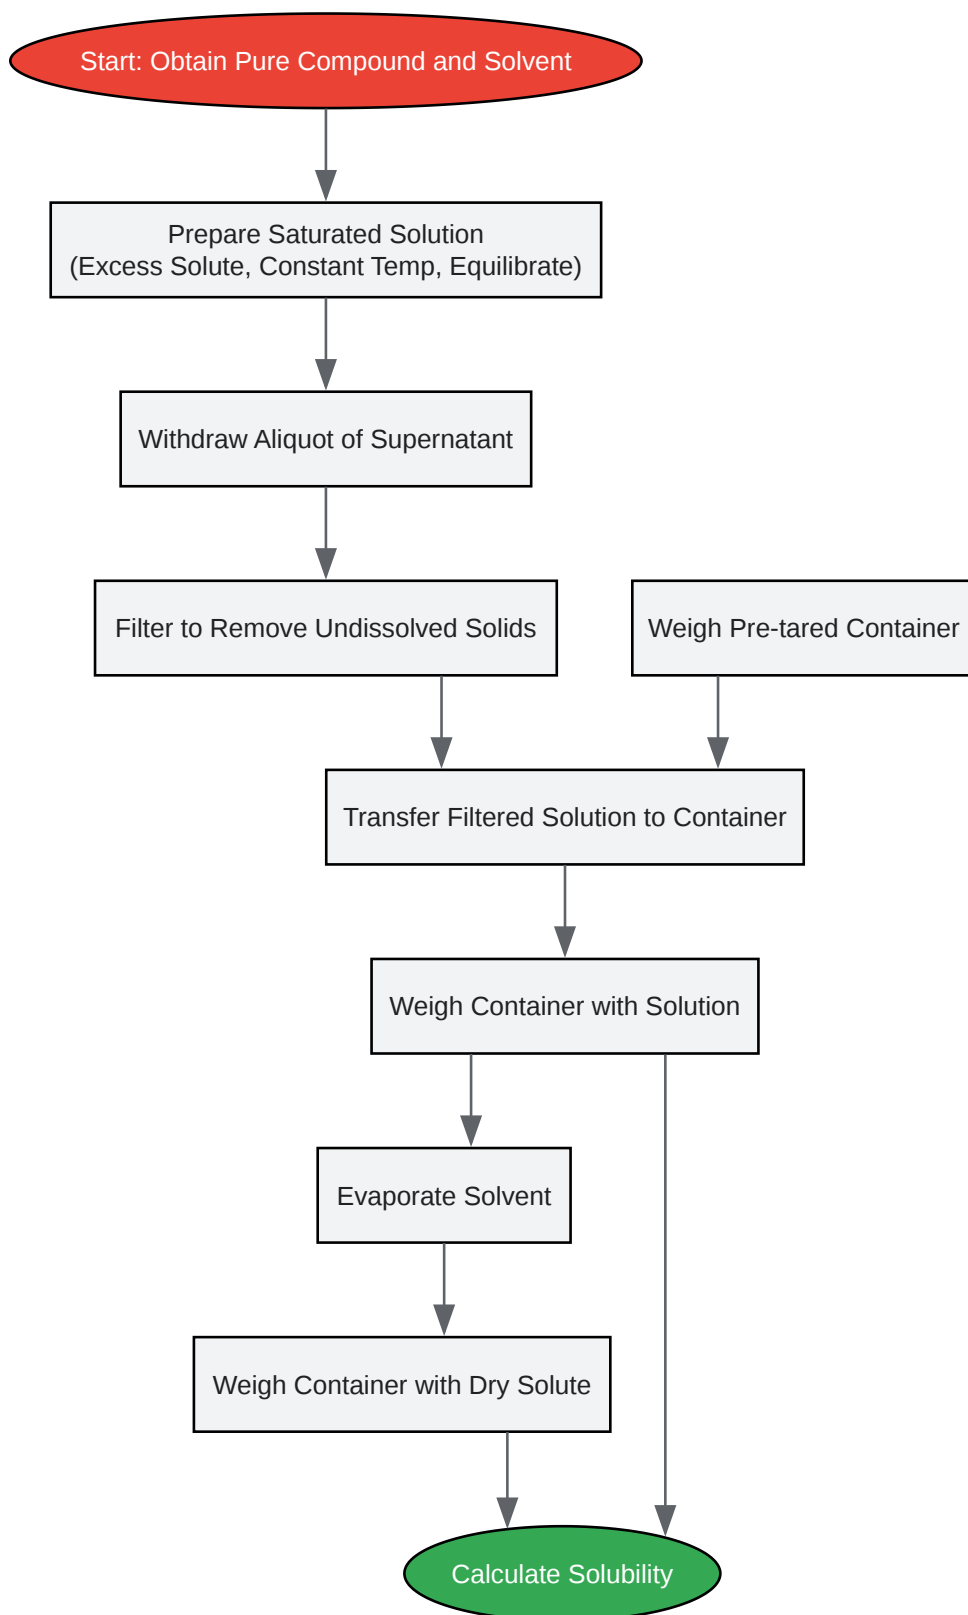 Start: Obtain Pure Compound and Solvent
Prepare Saturated Solution
(Excess Solute, Constant Temp, Equilibrate)
Withdraw Aliquot of Supernatant
Filter to Remove Undissolved Solids
Weigh Pre-tared Container
Transfer Filtered Solution to Container
Weigh Container with Solution
Evaporate Solvent
Weigh Container with Dry Solute
Calculate Solubility